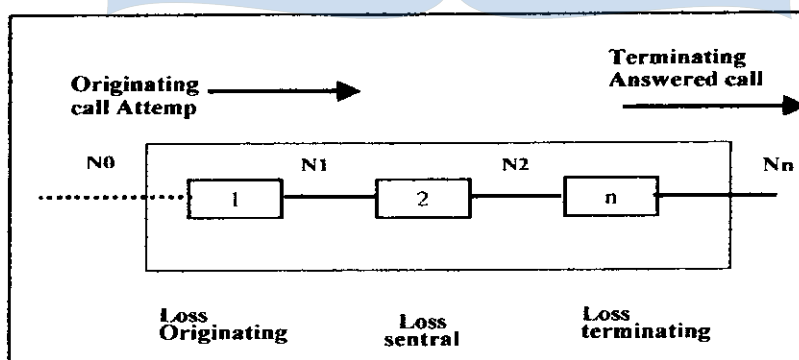 Originating
call Attemp
Terminating
Answered call
N0
N1
N2
Nn
1
2
n
Loss
Originating
Loss
sentral
Loss
terminating